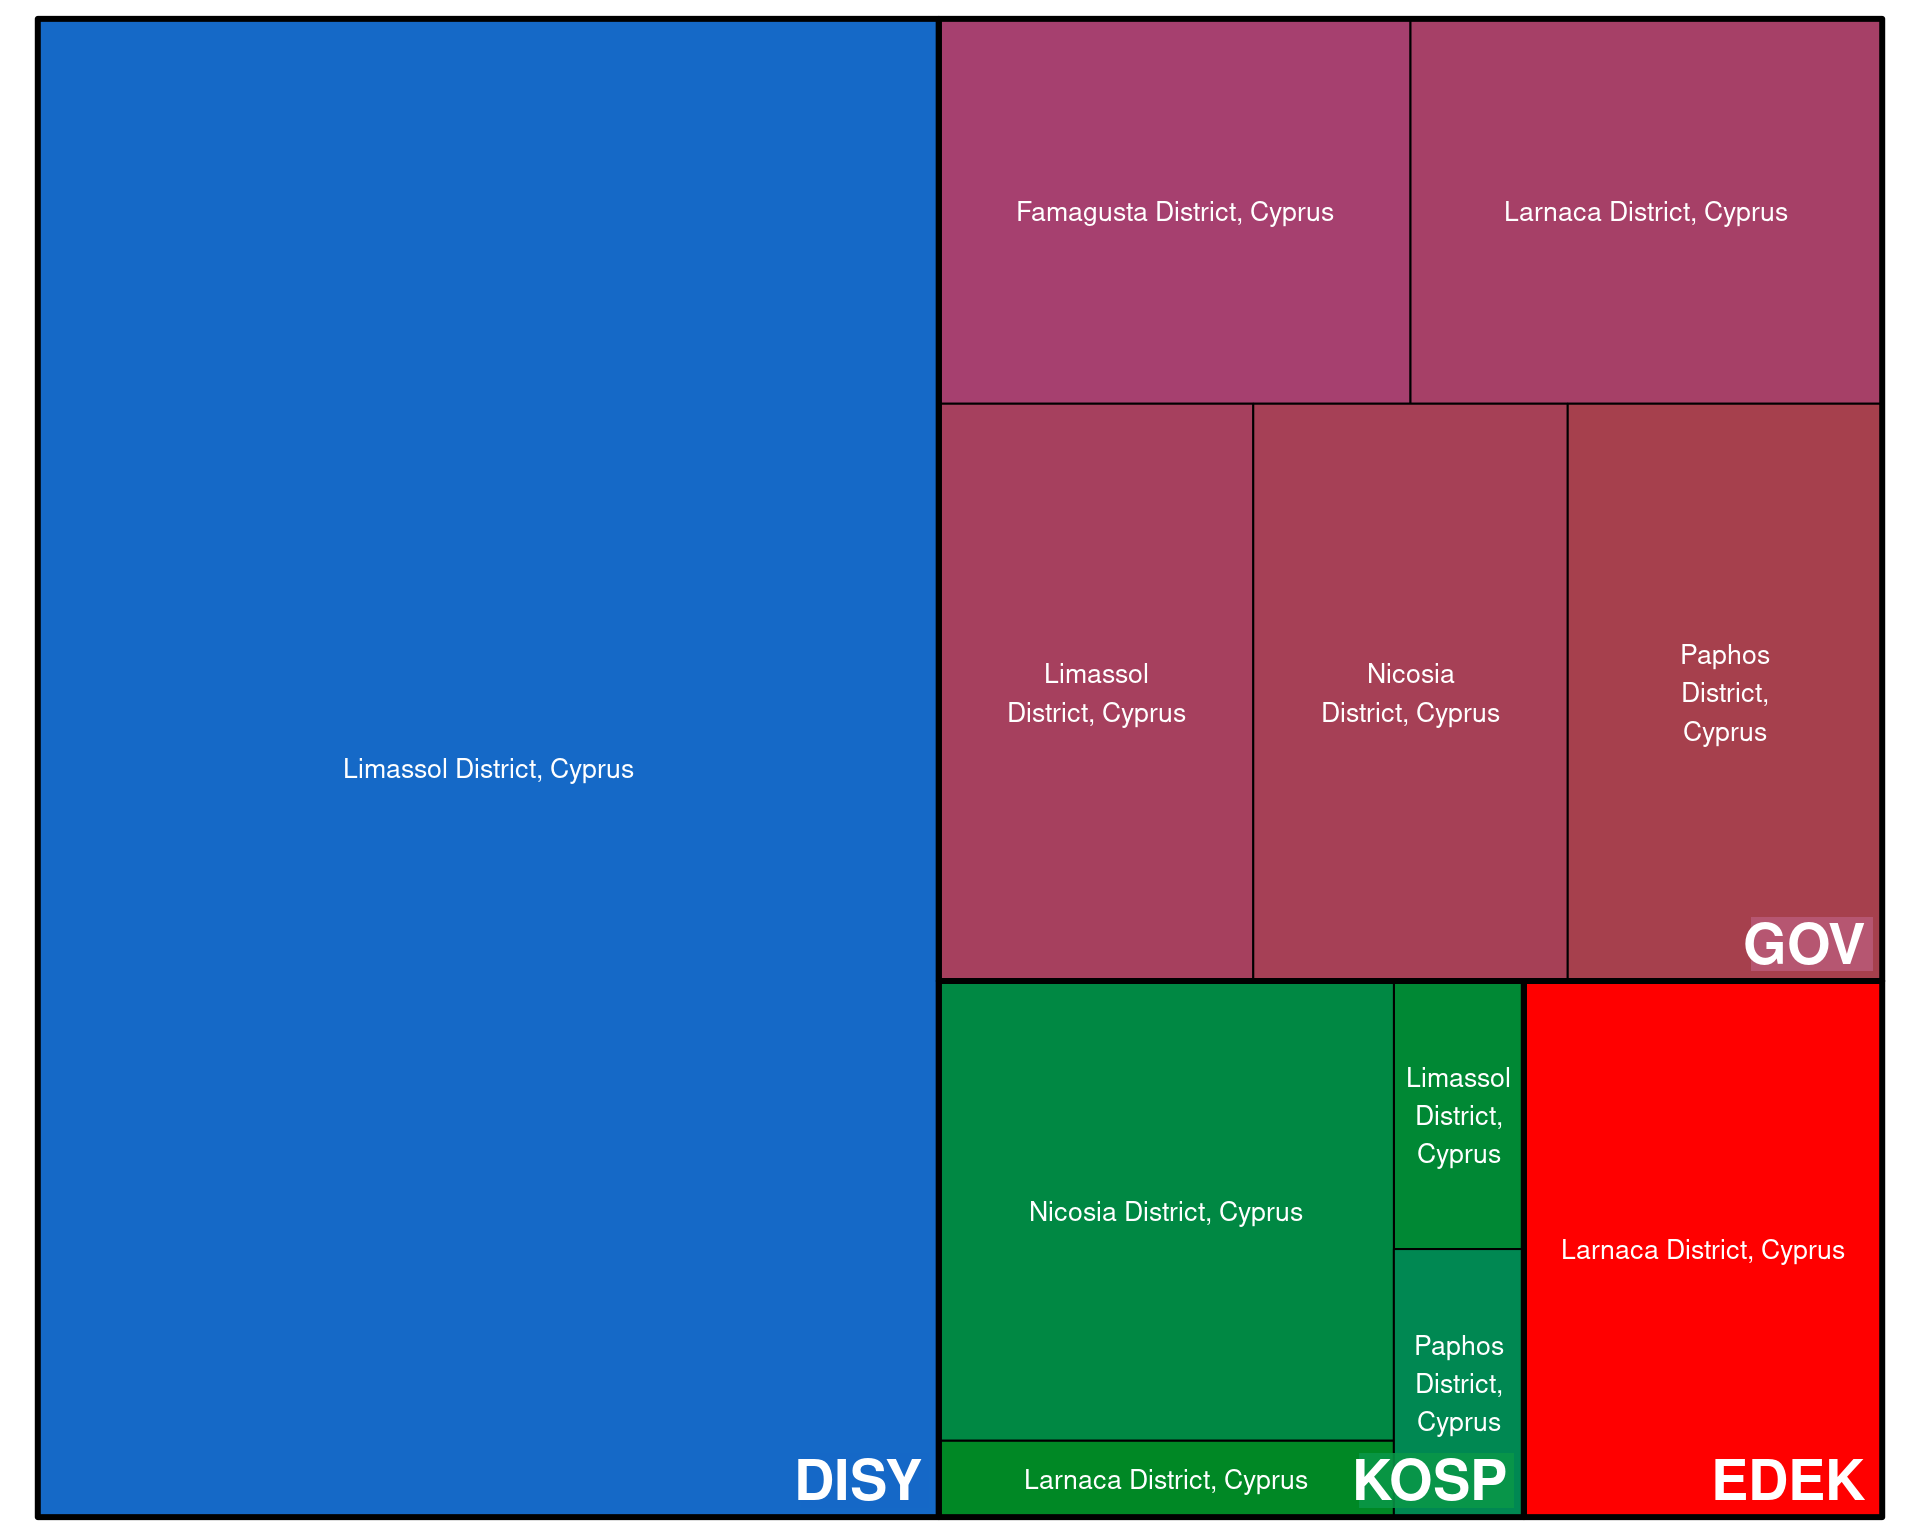 Limassol District, Cyprus
DISY
Famagusta District, Cyprus
Larnaca District, Cyprus
Limassol
District, Cyprus
Nicosia
District, Cyprus
Paphos
District,
Cyprus
GOV
Nicosia District, Cyprus
Limassol
District,
Cyprus
Paphos
District,
Cyprus
Larnaca District, Cyprus
KOSP
Larnaca District, Cyprus
EDEK